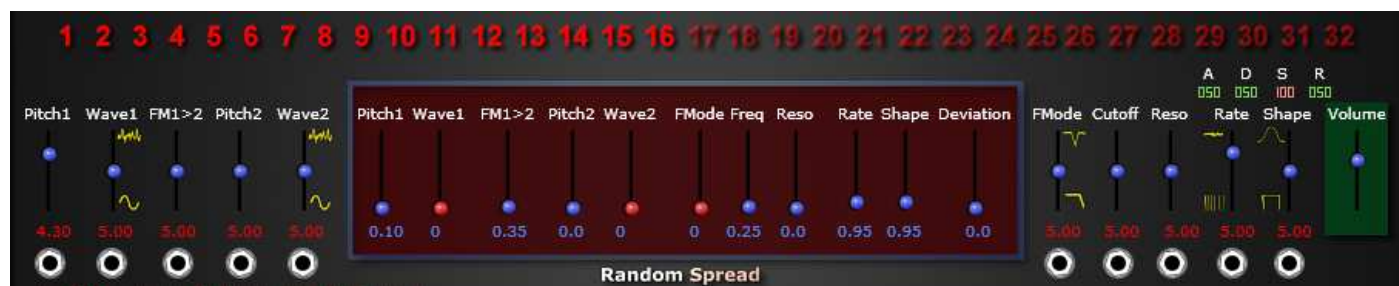 1 2 3 4 5 6 7 8 9 10 11 12 13 14 15 16 17 18 19 20 21 22 23 24 25 26 27 28 29 30 31 32
A D S R
050 050 100 050
Pitch1 Wave1 FM1>2 Pitch2 Wave2 Pitch1 Wave1 FM1>2 Pitch2 Wave2 FMode Freq Reso Rate Shape Deviation FMode Cutoff Reso Rate Shape Volume
4.30 5.00 5.00 5.00 5.00 0.10 0 0.35 0.0 0 0 0.25 0.0 0.95 0.95 0.0 5.00 5.00 5.00 5.00 5.00
Random Spread